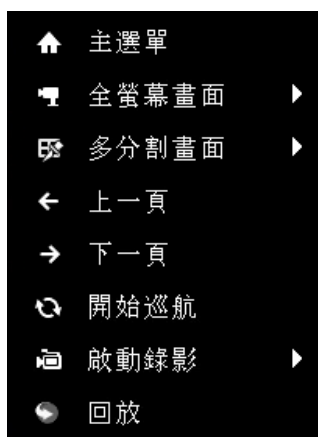 主選單
全螢幕畫面
多分割畫面
上一頁
下一頁
開始巡航
啟動錄影
回放